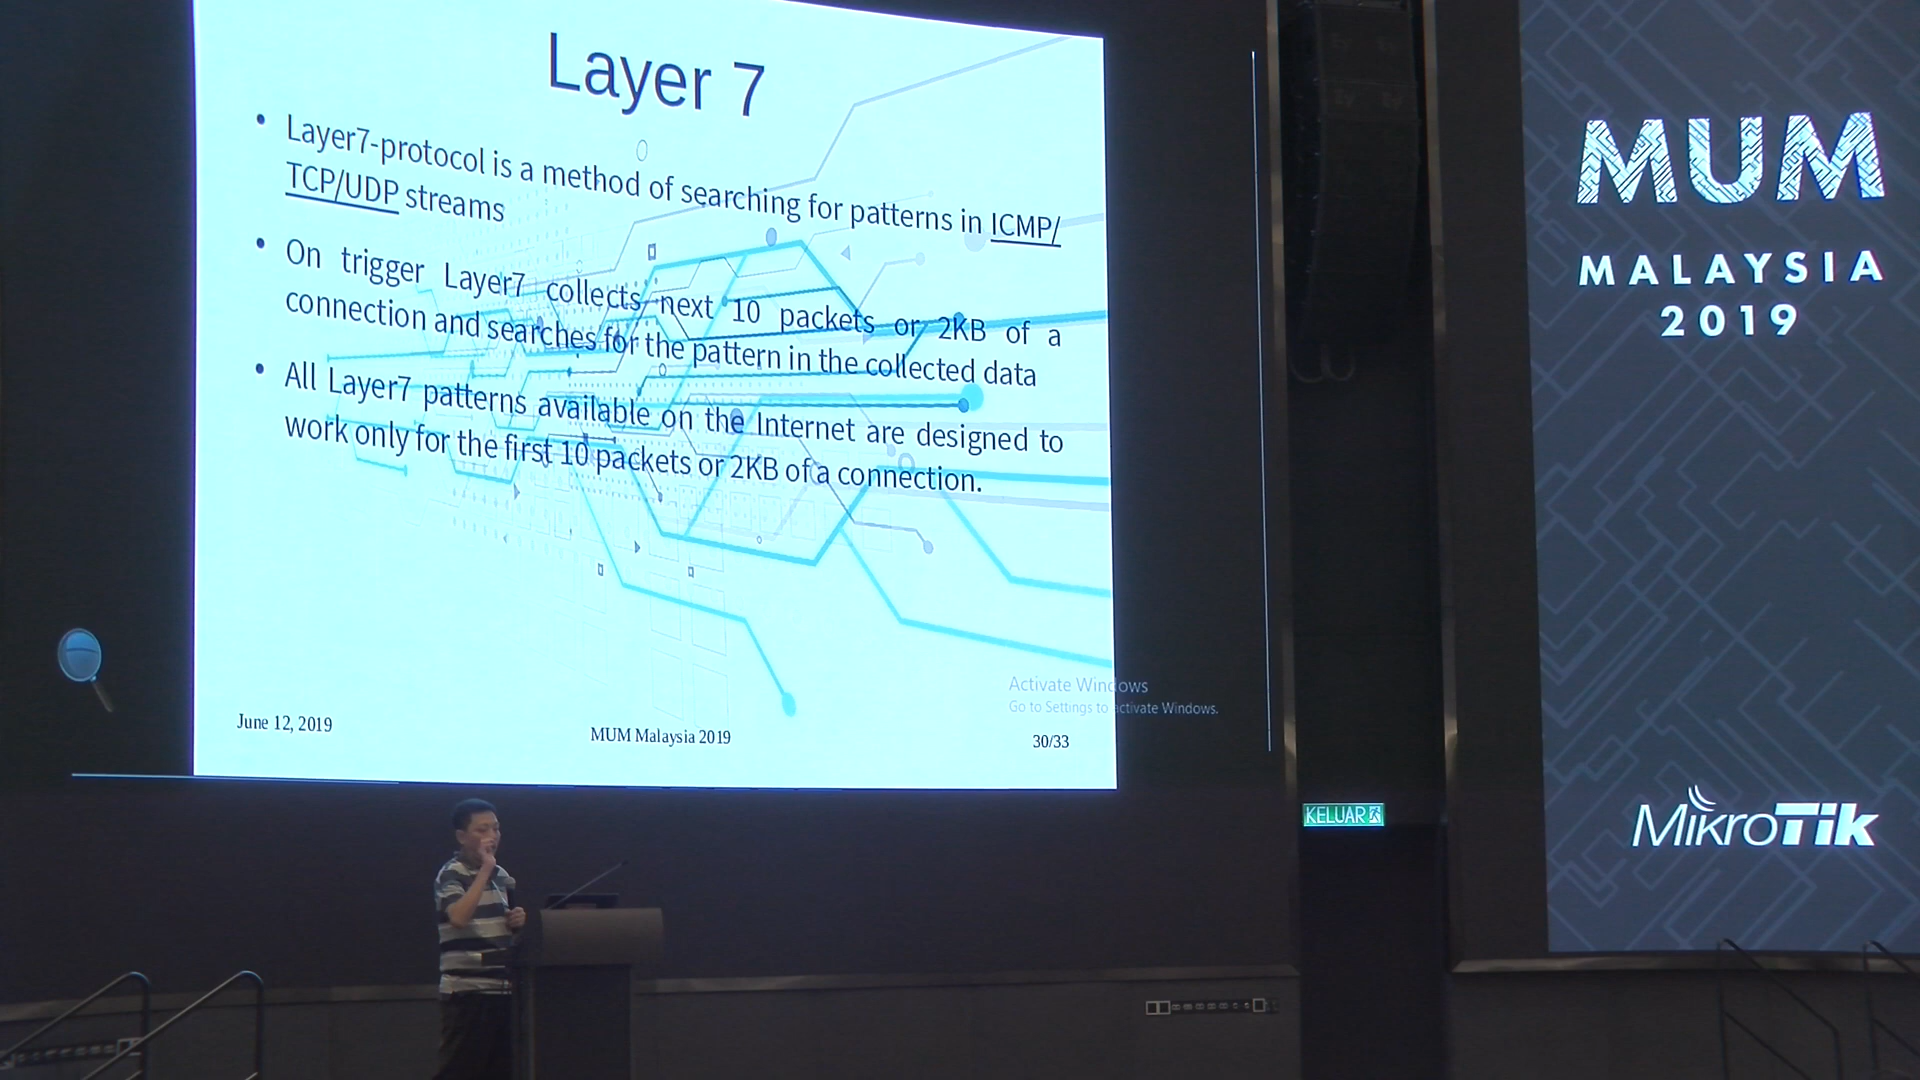 Layer 7
• Layer7-protocol is a method of searching for patterns in ICMP/
TCP/UDP streams
• On trigger Layer7 collects next 10 packets or 2KB of a
connection and searches for the pattern in the collected data
• All Layer7 patterns available on the Internet are designed to
work only for the first 10 packets or 2KB of a connection.
Activate Windows
Go to Settings to activate Windows.
June 12, 2019
MUM Malaysia 2019
30/33
MUM
MALAYSIA
2019
KELUAR
MikroTik